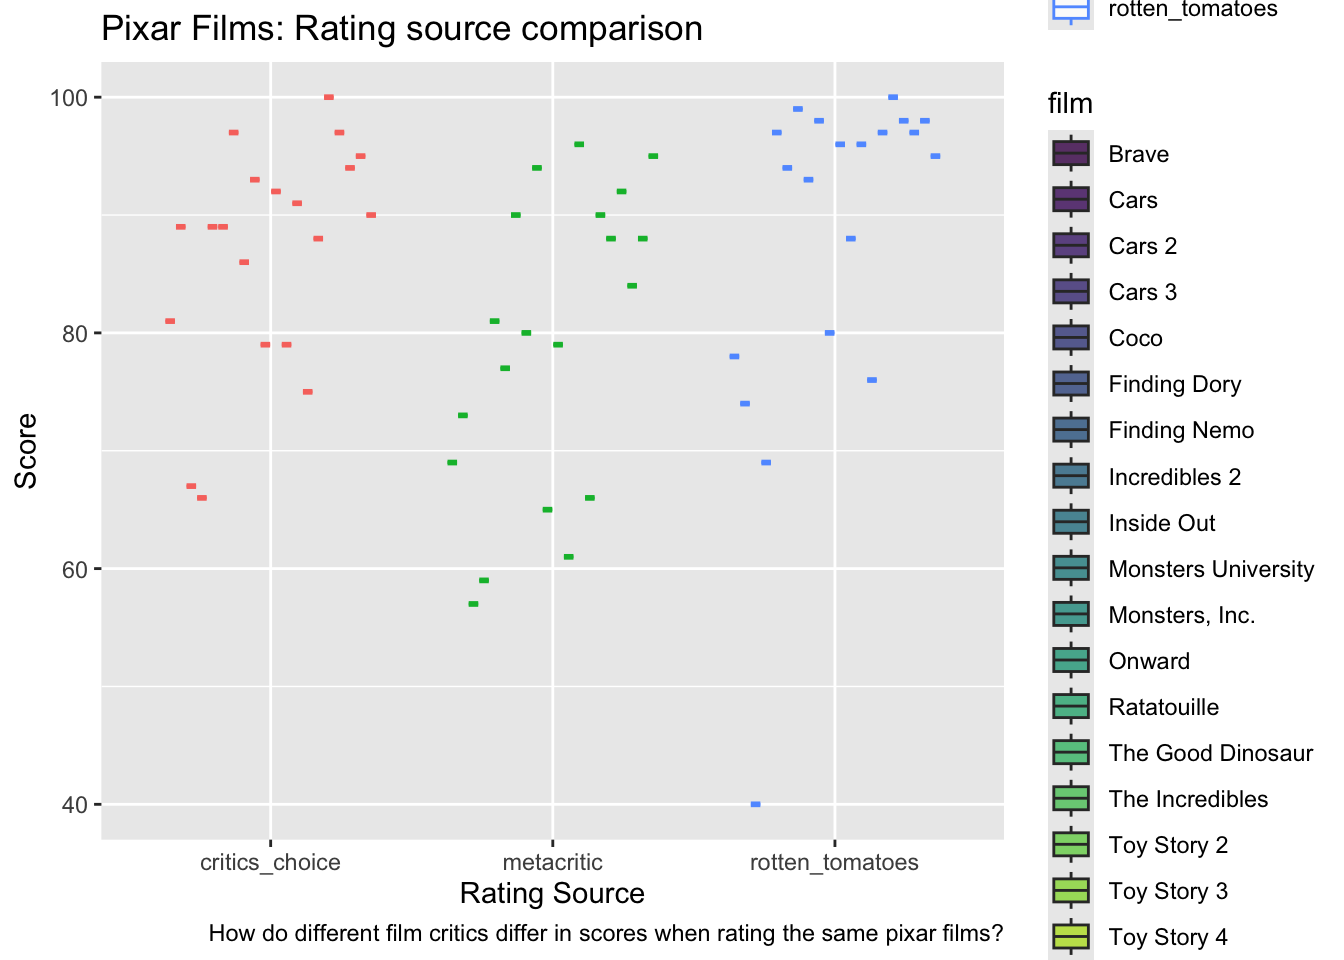 Pixar Films: Rating source comparison
100
80
60
40
Score
critics_choice
metacritic
rotten_tomatoes
Rating Source
How do different film critics differ in scores when rating the same pixar films?
rotten_tomatoes
film
Brave
Cars
Cars 2
Cars 3
Coco
Finding Dory
Finding Nemo
Incredibles 2
Inside Out
Monsters University
Monsters, Inc.
Onward
Ratatouille
The Good Dinosaur
The Incredibles
Toy Story 2
Toy Story 3
Toy Story 4